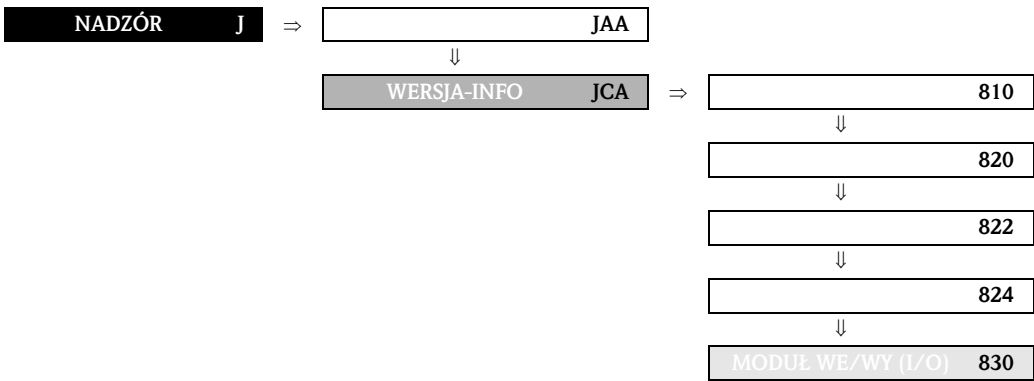 NADZÓR J ⇒ JAA
⇓
WERSJA-INFO JCA ⇒ 810
⇓
820
⇓
822
⇓
824
⇓
MODUŁ WE/WY (I/O) 830